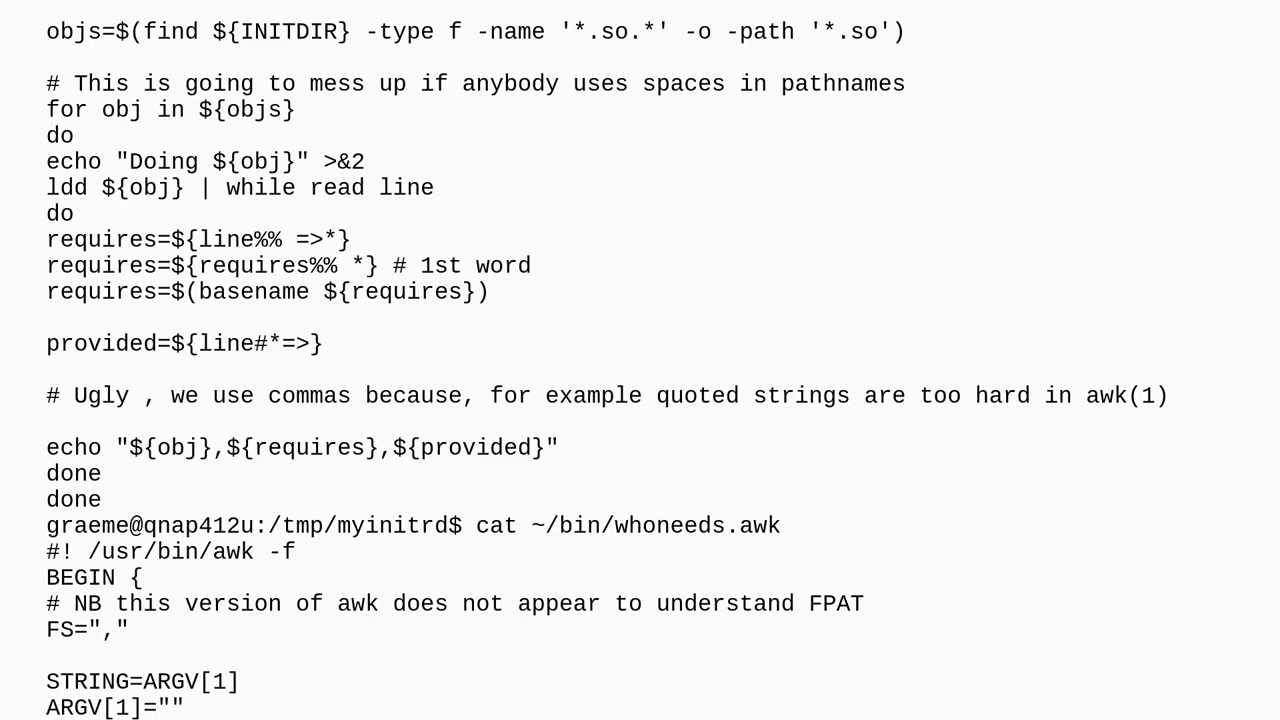 objs=$(find ${INITDIR} -type f -name '*.so.*' -o -path '*.so')
# This is going to mess up if anybody uses spaces in pathnames
for obj in ${objs}
do
echo "Doing ${obj}" >&2
ldd ${obj} | while read line
do
requires=${line%% =>*}
requires=${requires%% *} # 1st word
requires=$(basename ${requires})
provided=${line#*=>}
# Ugly , we use commas because, for example quoted strings are too hard in awk(1)
echo "${obj},${requires},${provided}"
done
done
graeme@qnap412u:/tmp/myinitrd$ cat ~/bin/whoneeds.awk
#! /usr/bin/awk -f
BEGIN {
# NB this version of awk does not appear to understand FPAT
FS=","
STRING=ARGV[1]
ARGV[1]=""